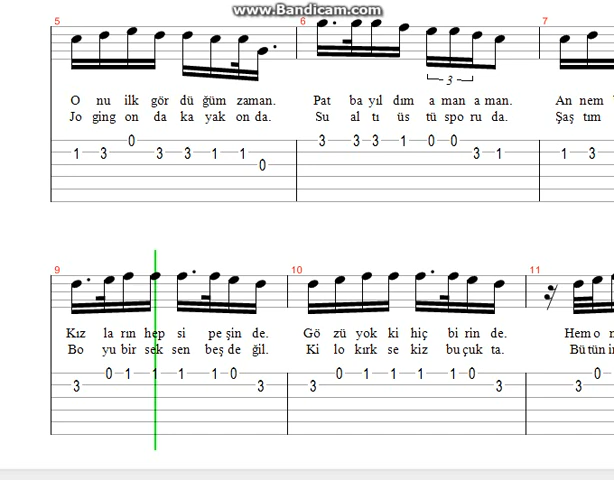 www.Bandicam.com
5 6 7
3
O nu ilk gör dü ğüm zaman. Pat ba yıl dım a man a man. An nem
Jo ging on da ka yak on da. Su al tı üs tü spo ru da. Şaş tım
0 3 3 3 1 0 0
1 3 3 3 1 1 3 1 1 3
0
9 10 11
Kız la rın hep si pe şin de. Gö zü yok ki hiç bi rin de. Hem o
Bo yu bir sek sen beş de ğil. Ki lo kırk se kiz bu çuk ta. Bü tün
0 1 1 1 1 0 0 1 1 1 1 0 0
3 3 3 3 3